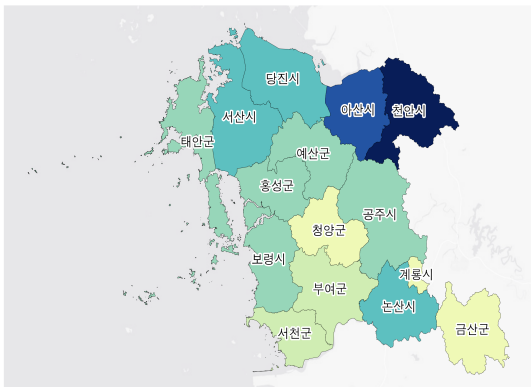 당진시
아산시
천안시
서산시
태안군
예산군
홍성군
공주시
청양군
보령시
계룡시
부여군
논산시
서천군
금산군